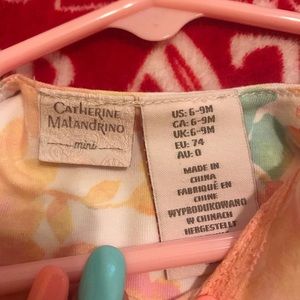 CATHERINE
MALANDRINO
mini
US: 6-9M
CA: 6-9M
UK: 6-9M
EU: 74
AU: 0
MADE IN
CHINA
FABRIQUÉ EN
CHINE
WYPRODUKOWANO
W CHINACH
HERGESTELLT